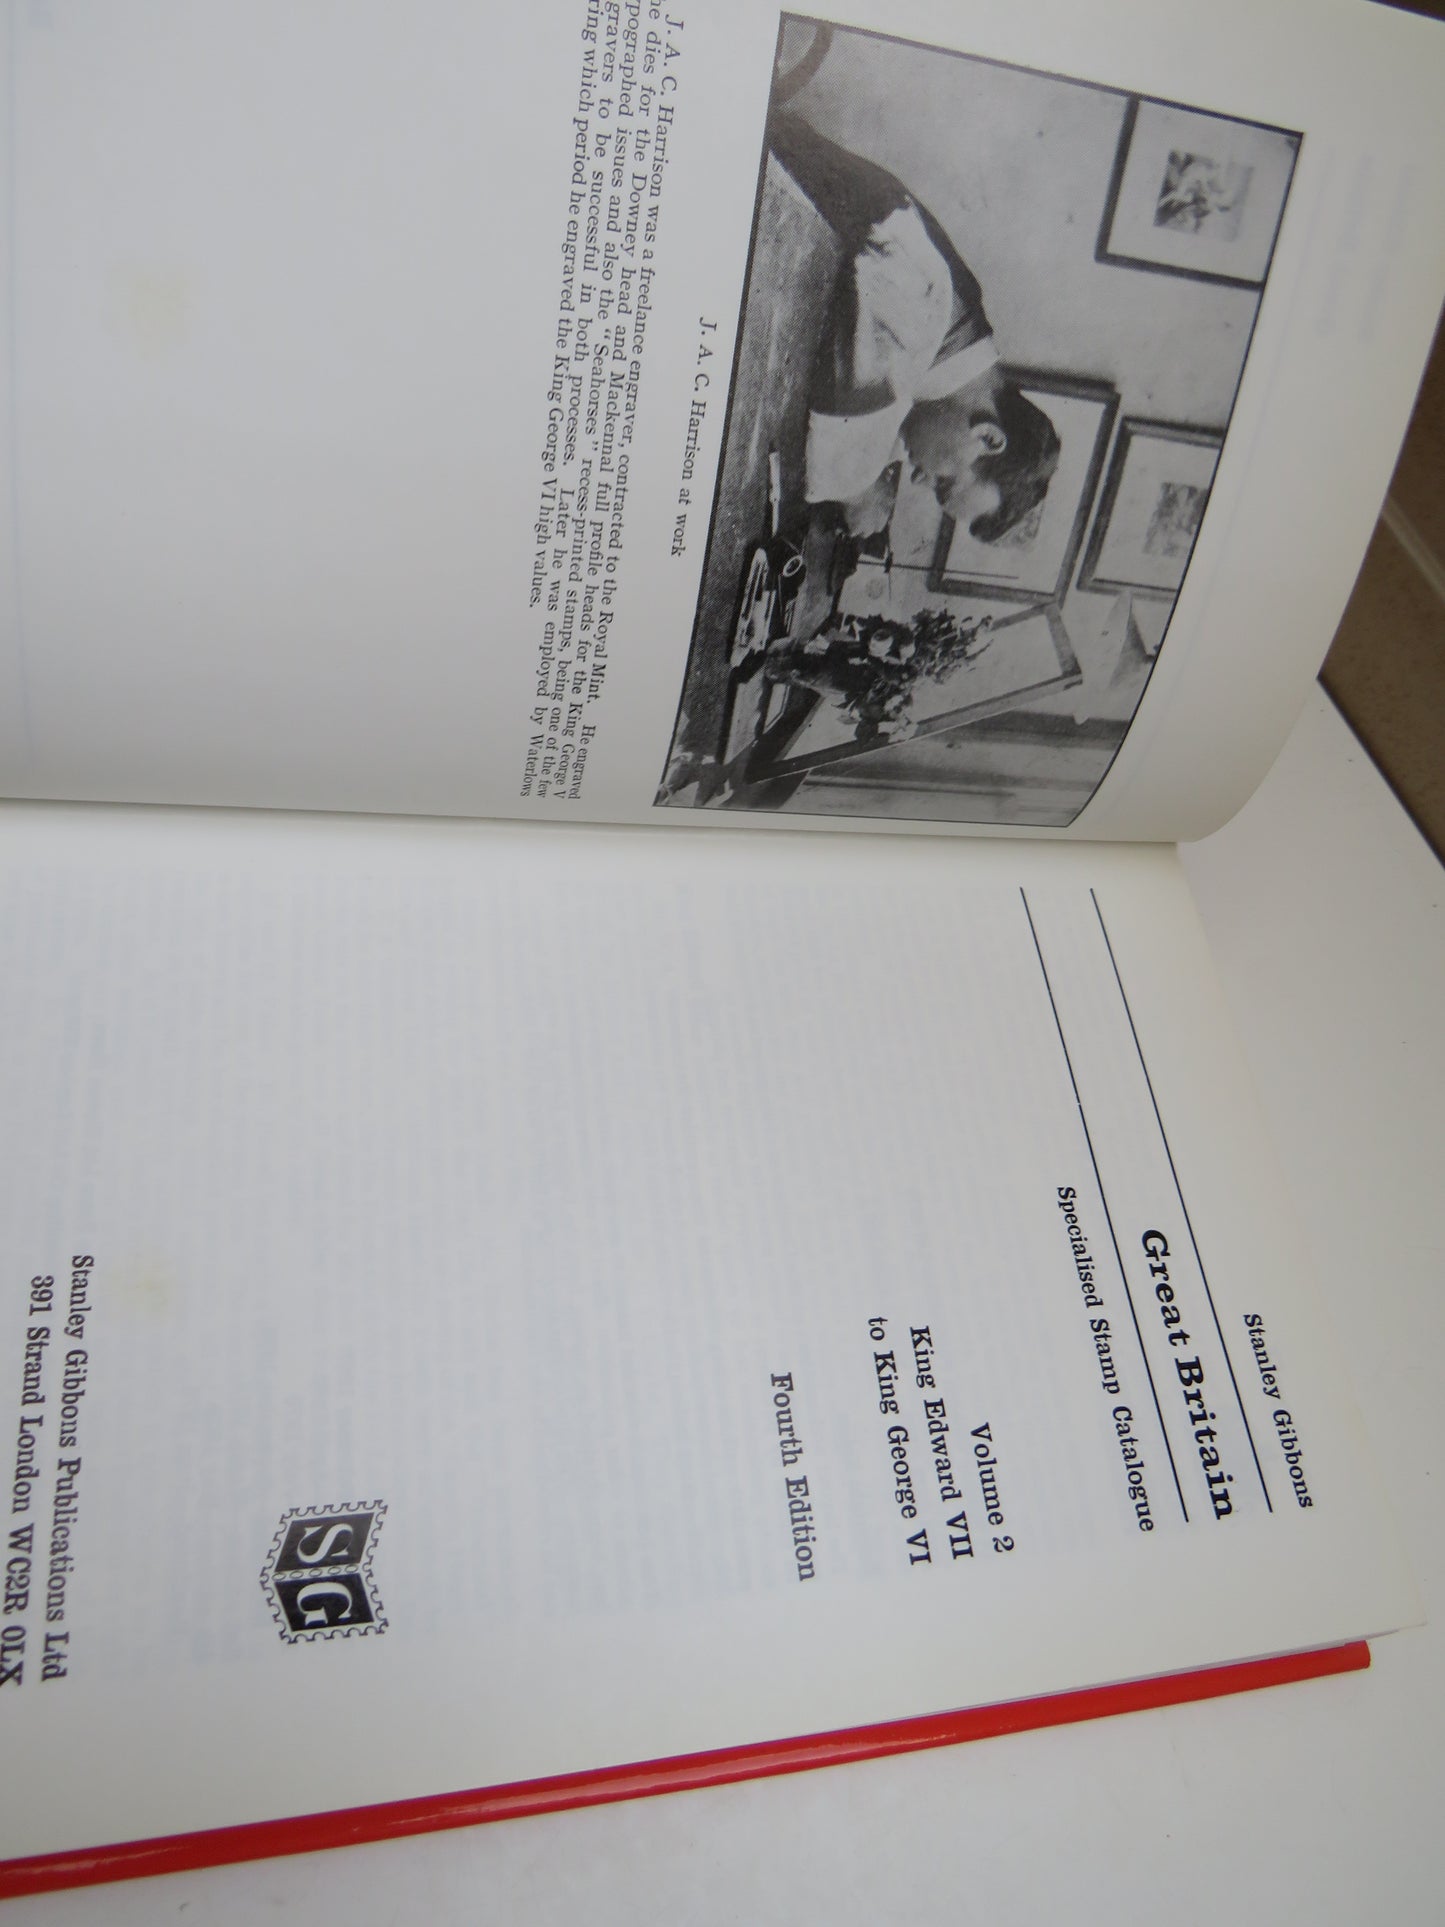 J. A. C. Harrison at work
J. A. C. Harrison was a freelance engraver, contracted to the Royal Mint. He engraved
dies for the Downey head and Mackennal full profile heads for the King George V
issues and also the "Seahorses" recess-printed stamps, being one of the few
to be successful in both processes. Later he was employed by Waterlows
which period he engraved the King George VI high values.
Stanley Gibbons
Great Britain
Specialised Stamp Catalogue
Volume 2
King Edward VII
to King George VI
Fourth Edition
SG
Stanley Gibbons Publications Ltd
391 Strand London WC2R 0LX